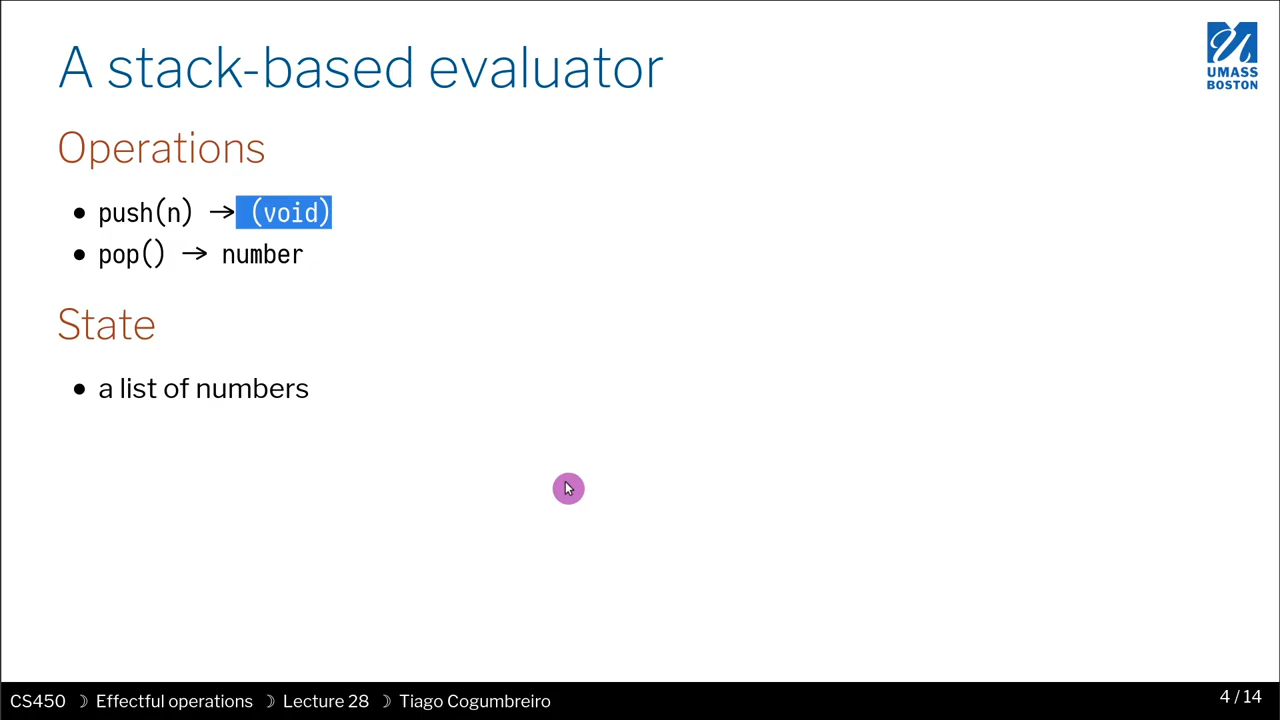 A stack-based evaluator
UMASS
BOSTON
Operations
• push(n) → (void)
• pop() → number
State
• a list of numbers
CS450 ☽ Effectful operations ☽ Lecture 28 ☽ Tiago Cogumbreiro
4 / 14